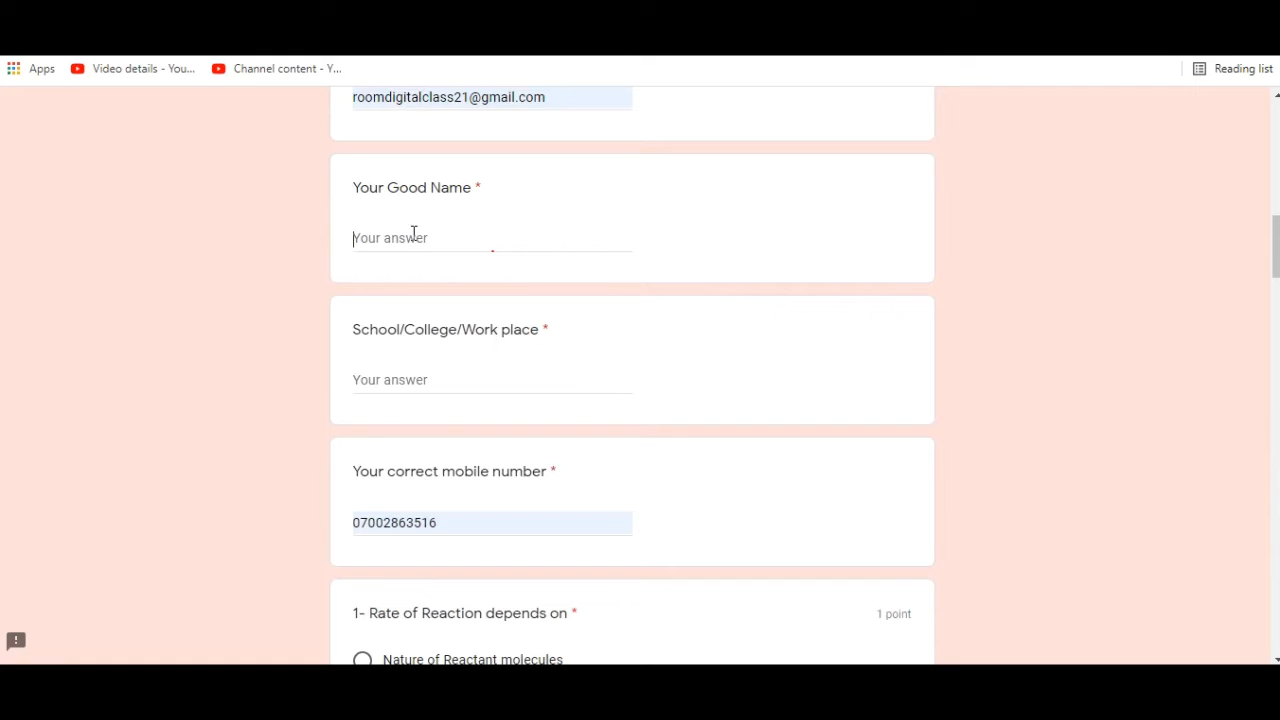 Apps Video details - You... Channel content - Y... Reading list
roomdigitalclass21@gmail.com
Your Good Name *
Your answer
School/College/Work place *
Your answer
Your correct mobile number *
07002863516
1- Rate of Reaction depends on * 1 point
Nature of Reactant molecules